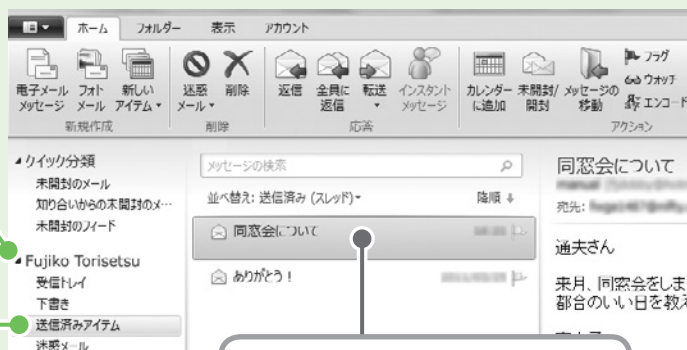 ホーム フォルダー 表示 アカウント
電子メール メッセージ
フォト メール
新しい アイテム
迷惑 メール
削除
返信
全員に 返信
転送
インスタント メッセージ
カレンダー に追加
未開封/ 開封
メッセージの 移動
フラグ
ウォッチ
エンコード
新規作成 削除 応答 アクション
クイック分類
未開封のメール
知り合いからの未開封のメ…
未開封のフィード
Fujiko Torisetsu
受信トレイ
下書き
送信済みアイテム
迷惑メール
メッセージの検索
並べ替え: 送信済み (スレッド) 降順
同窓会について
ありがとう!
同窓会について
宛先:
通夫さん
来月、同窓会をしま
都合のいい日を教え